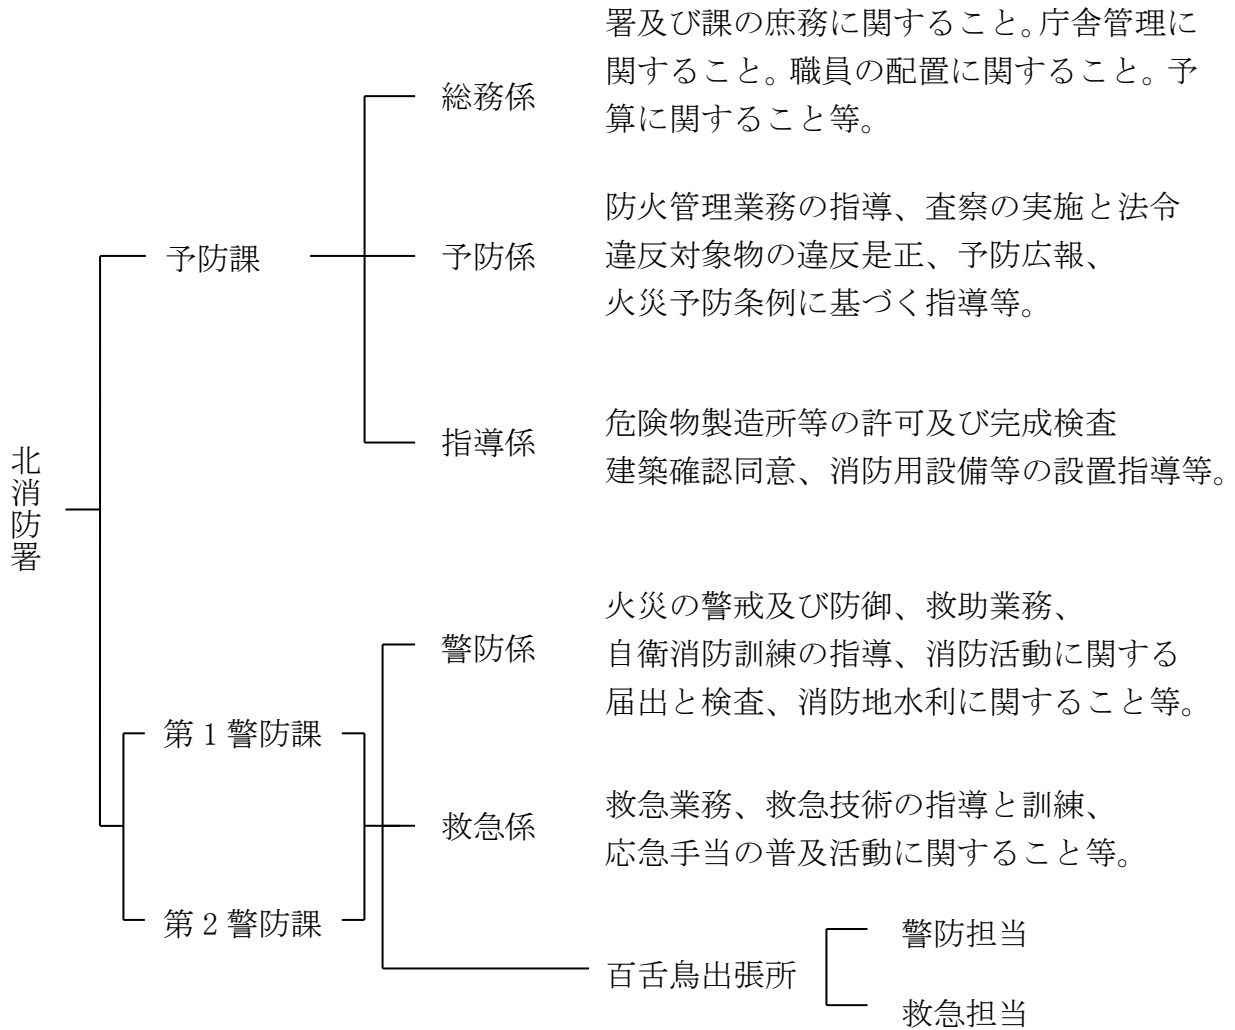 北消防署
予防課
総務係
署及び課の庶務に関すること。庁舎管理に
関すること。職員の配置に関すること。予
算に関すること等。
予防係
防火管理業務の指導、査察の実施と法令
違反対象物の違反是正、予防広報、
火災予防条例に基づく指導等。
指導係
危険物製造所等の許可及び完成検査
建築確認同意、消防用設備等の設置指導等。
第1警防課
第2警防課
警防係
火災の警戒及び防御、救助業務、
自衛消防訓練の指導、消防活動に関する
届出と検査、消防地水利に関すること等。
救急係
救急業務、救急技術の指導と訓練、
応急手当の普及活動に関すること等。
百舌鳥出張所
警防担当
救急担当